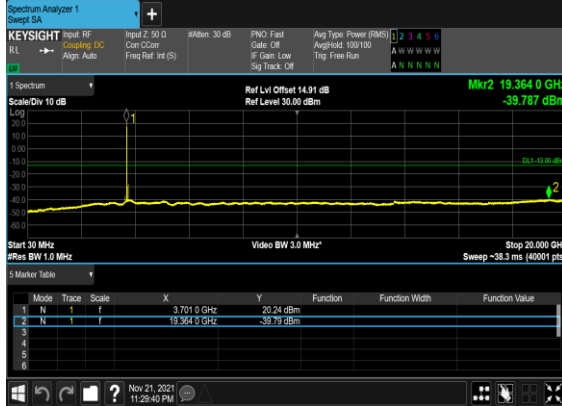 Spectrum Analyzer 1
Swept SA
+
KEYSIGHT Input: RF Input Z: 50 Ω #Atten: 30 dB PNO: Fast Avg Type: Power (RMS) 1 2 3 4 5 6
RL Coupling: DC Corr CCorr Gate: Off Avg|Hold: 100/100 A W W W W W
Align: Auto Freq Ref: Int (S) IF Gain: Low Trig: Free Run
Sig Track: Off A N N N N N
1 Spectrum
Ref Lvl Offset 14.91 dB Mkr2 19.364 0 GHz
Scale/Div 10 dB Ref Level 30.00 dBm -39.787 dBm
Log
20.0
10.0
0.00
-10.0
DL1 -13.00 dBm
-20.0
-30.0
-40.0
-50.0
-60.0
1
2
Start 30 MHz Video BW 3.0 MHz* Stop 20.000 GH
#Res BW 1.0 MHz Sweep ~38.3 ms (40001 pts
5 Marker Table
Mode Trace Scale X Y Function Function Width Function Value
1 N 1 f 3.701 0 GHz 20.24 dBm
2 N 1 f 19.364 0 GHz -39.79 dBm
3
4
5
6
? Nov 21, 2021
11:29:40 PM